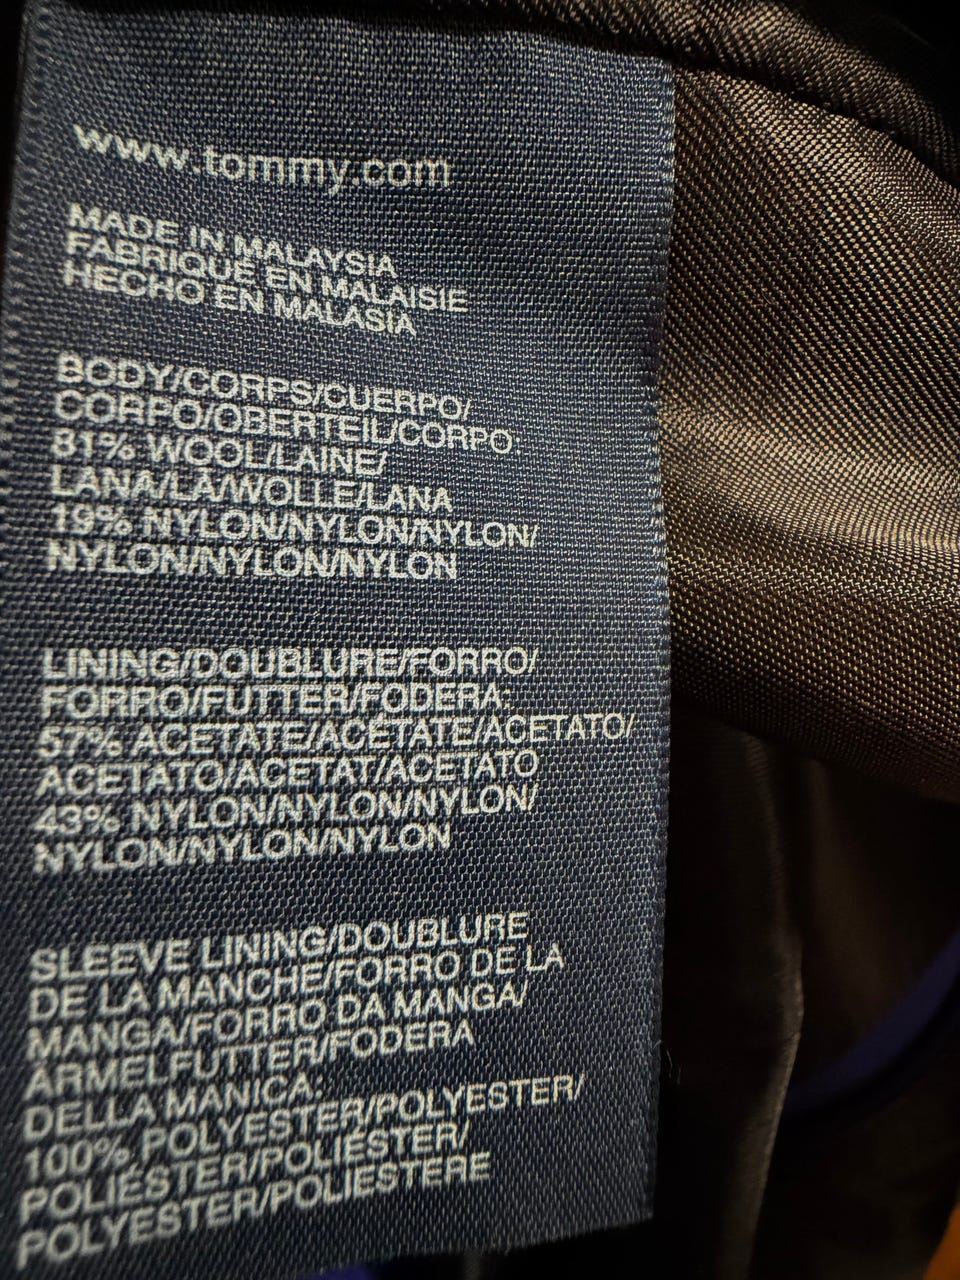 www.tommy.com
MADE IN MALAYSIA
FABRIQUÉ EN MALAISIE
HECHO EN MALASIA
BODY/CORPS/CUERPO/
CORPO/OBERTEIL/CORPO:
81% WOOL/LAINE/
LANA/LÃ/WOLLE/LANA
19% NYLON/NYLON/NYLON/
NYLON/NYLON/NYLON
LINING/DOUBLURE/FORRO/
FORRO/FUTTER/FODERA:
57% ACETATE/ACÉTATE/ACETATO/
ACETATO/ACETAT/ACETATO
43% NYLON/NYLON/NYLON/
NYLON/NYLON/NYLON
SLEEVE LINING/DOUBLURE
DE LA MANCHE/FORRO DE LA
MANGA/FORRO DA MANGA/
ÄRMELFUTTER/FODERA
DELLA MANICA:
100% POLYESTER/POLYESTER/
POLIÉSTER/POLIÉSTER/
POLYESTER/POLIESTERE